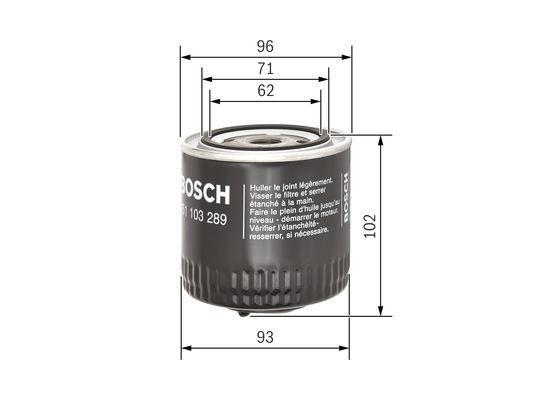 96
71
62
BOSCH
51 103 289
Huiler le joint légèrement.
Visser le filtre et serrer
étanché à la main.
Faire le plein d'huile jusqu'au
niveau - démarrer le moteur.
Vérifier l'étanchéité-
resserrer, si nécessaire.
BOSCH
102
93